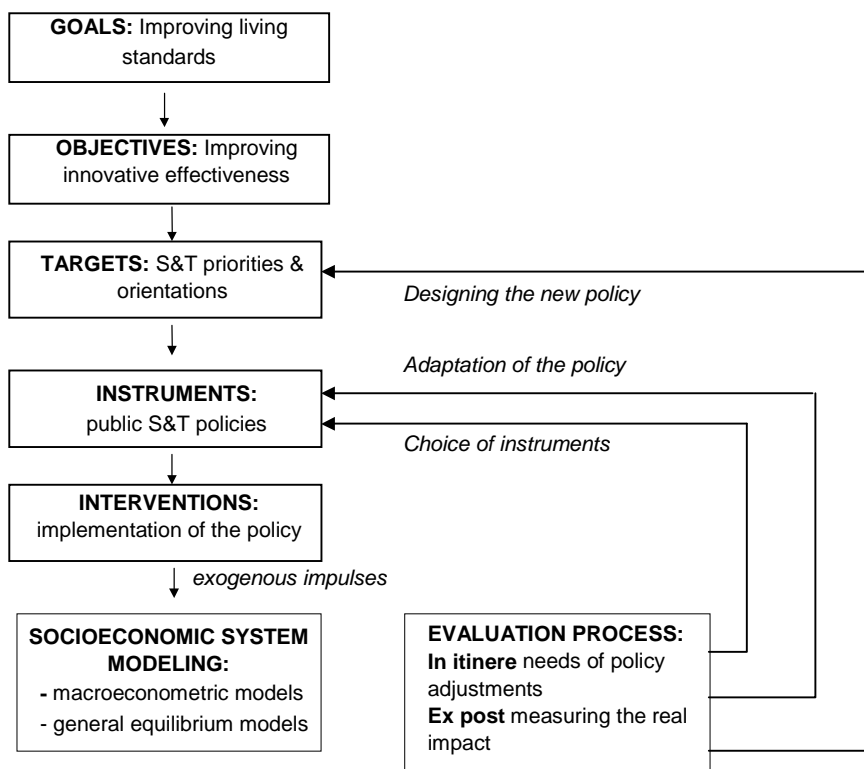 GOALS: Improving living
standards
OBJECTIVES: Improving
innovative effectiveness
TARGETS: S&T priorities &
orientations
Designing the new policy
Adaptation of the policy
INSTRUMENTS:
public S&T policies
Choice of instruments
INTERVENTIONS:
implementation of the policy
exogenous impulses
SOCIOECONOMIC SYSTEM
MODELING:
- macroeconometric models
- general equilibrium models
EVALUATION PROCESS:
In itinere needs of policy
adjustments
Ex post measuring the real
impact